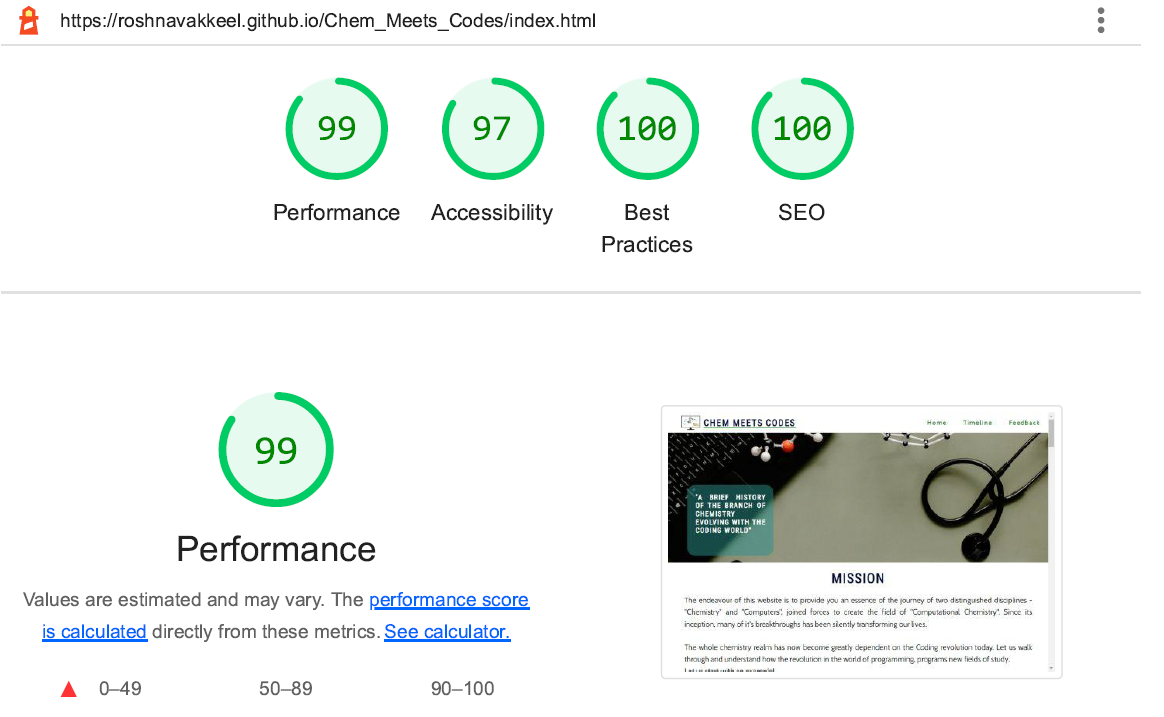 https://roshnavakkeel.github.io/Chem_Meets_Codes/index.html
99
97
100
100
Performance
Accessibility
Best
Practices
SEO
99
Performance
Values are estimated and may vary. The performance score
is calculated directly from these metrics. See calculator.
0–49
50–89
90–100
CHEM MEETS CODES
Home
Timeline
Feedback
"A BRIEF HISTORY
OF THE BRANCH OF
CHEMISTRY
EVOLVING WITH THE
CODING WORLD"
MISSION
The endeavour of this website is to provide you an essence of the journey of two distinguished disciplines -
"Chemistry" and "Computers", joined forces to create the field of "Computational Chemistry". Since its
inception, many of it's breakthroughs has been silently transforming our lives.
The whole chemistry realm has now become greatly dependent on the Coding revolution today. Let us walk
through and understand how the revolution in the world of programming, programs new fields of study.